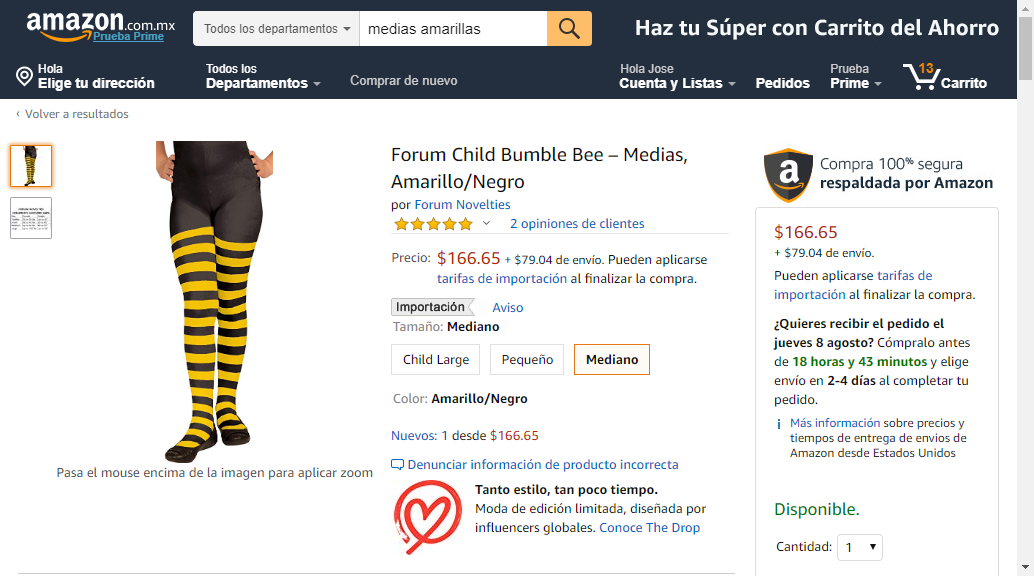 amazon.com.mx
Prueba Prime
Todos los departamentos
medias amarillas
Haz tu Súper con Carrito del Ahorro
Hola
Elige tu dirección
Todos los
Departamentos
Comprar de nuevo
Hola Jose
Cuenta y Listas
Pedidos
Prueba
Prime
13
Carrito
‹ Volver a resultados
Forum Child Bumble Bee – Medias,
Amarillo/Negro
por Forum Novelties
2 opiniones de clientes
Precio: $166.65 + $79.04 de envío. Pueden aplicarse
tarifas de importación al finalizar la compra.
Importación Aviso
Tamaño: Mediano
Child Large
Pequeño
Mediano
Color: Amarillo/Negro
Nuevos: 1 desde $166.65
Denunciar información de producto incorrecta
Tanto estilo, tan poco tiempo.
Moda de edición limitada, diseñada por
influencers globales. Conoce The Drop
Pasa el mouse encima de la imagen para aplicar zoom
a
Compra 100% segura
respaldada por Amazon
$166.65
+ $79.04 de envío.
Pueden aplicarse tarifas de
importación al finalizar la compra.
¿Quieres recibir el pedido el
jueves 8 agosto? Cómpralo antes
de 18 horas y 43 minutos y elige
envío en 2-4 días al completar tu
pedido.
i Más información sobre precios y
tiempos de entrega de envios de
Amazon desde Estados Unidos
Disponible.
Cantidad: 1